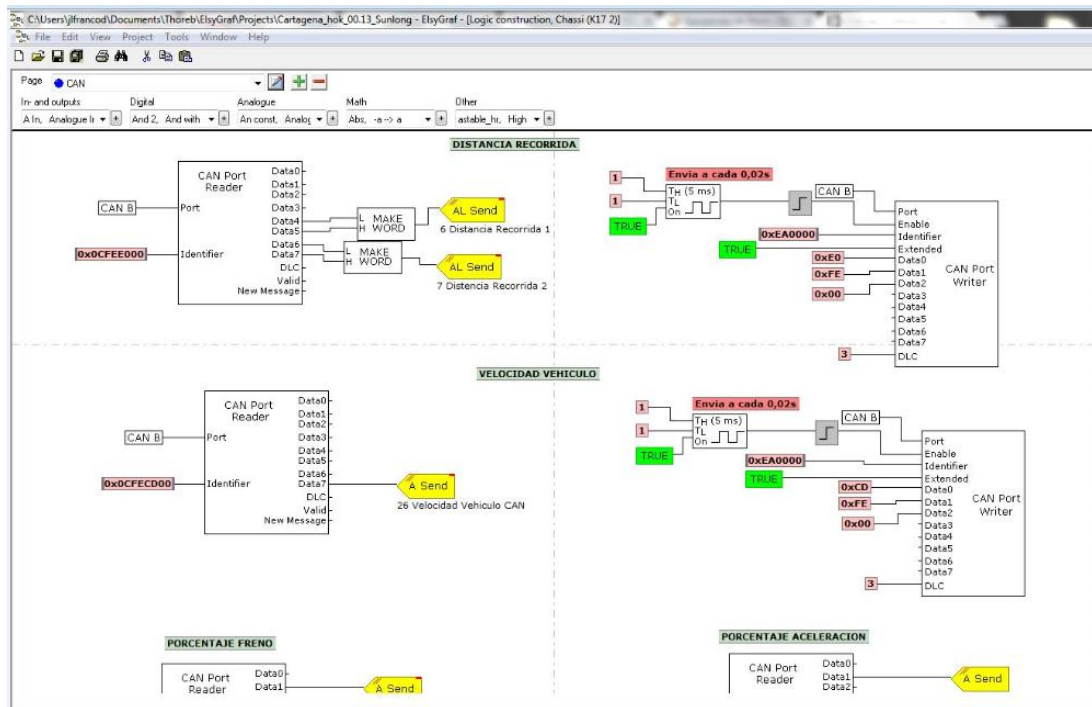 C:\Users\jlfrancod\Documents\Thoreb\ElsyGraf\Projects\Cartagena_hok_00.13_Sunlong - ElsyGraf - [Logic construction, Chassi (K17 2)]
File Edit View Project Tools Window Help
Page CAN
In- and outputs Digital Analogue Math Other
A In, Analogue Ir And 2, And with An const, Analog Abs, -a --> a astable_hr, High
DISTANCIA RECORRIDA
CAN Port
Reader
CAN B
Port
0x0CFEE000
Identifier
Data0
Data1
Data2
Data3
Data4
Data5
Data6
Data7
DLC
Valid
New Message
L MAKE
H WORD
L MAKE
H WORD
AL Send
6 Distancia Recorrida 1
AL Send
7 Distencia Recorrida 2
Envia a cada 0,02s
1
1
TRUE
TH (5 ms)
TL
On
CAN B
0xEA0000
TRUE
0xE0
0xFE
0x00
3
Port
Enable
Identifier
Extended
Data0
Data1
Data2
Data3
Data4
Data5
Data6
Data7
DLC
CAN Port
Writer
VELOCIDAD VEHICULO
CAN Port
Reader
CAN B
Port
0x0CFECD00
Identifier
Data0
Data1
Data2
Data3
Data4
Data5
Data6
Data7
DLC
Valid
New Message
A Send
26 Velocidad Vehiculo CAN
Envia a cada 0,02s
1
1
TRUE
TH (5 ms)
TL
On
CAN B
0xEA0000
TRUE
0xCD
0xFE
0x00
3
Port
Enable
Identifier
Extended
Data0
Data1
Data2
Data3
Data4
Data5
Data6
Data7
DLC
CAN Port
Writer
PORCENTAJE FRENO
CAN Port
Reader
Data0
Data1
A Send
PORCENTAJE ACELERACION
CAN Port
Reader
Data0
Data1
Data2
A Send